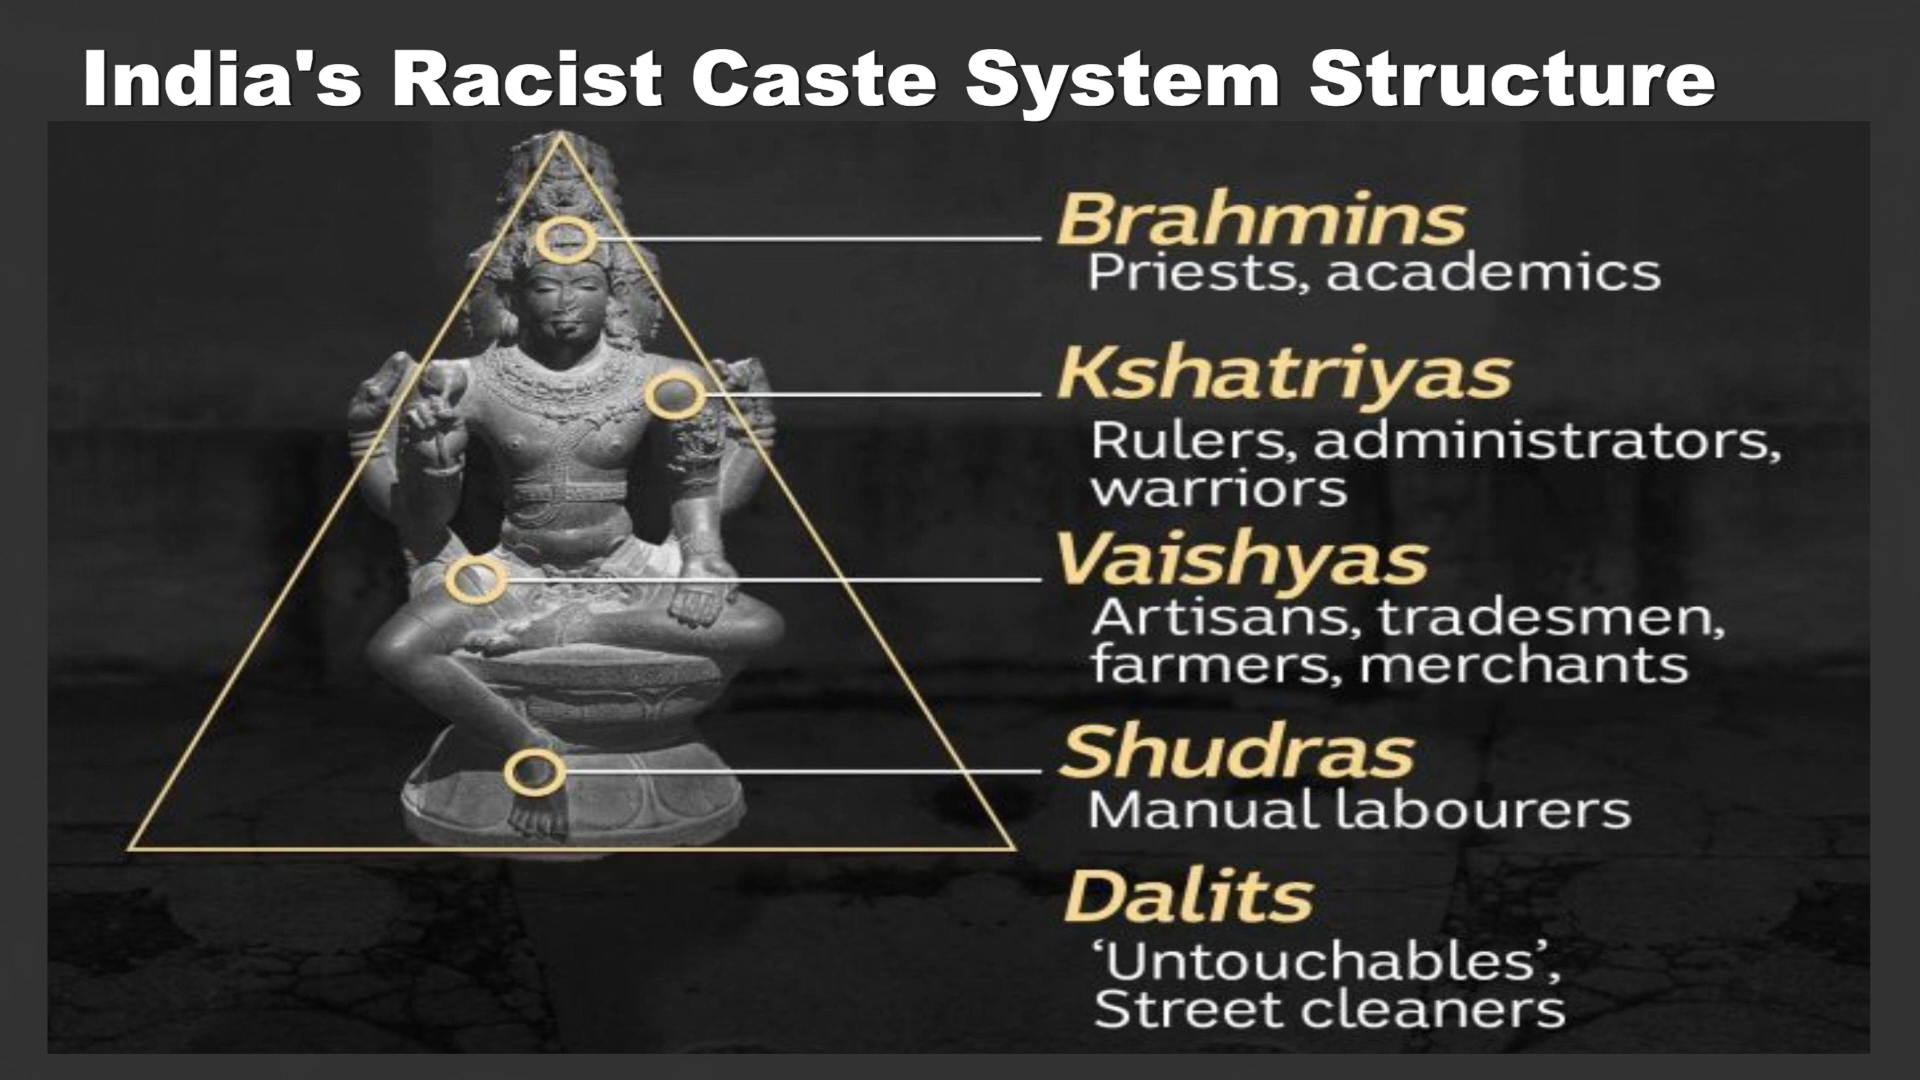 India's Racist Caste System Structure
Brahmins
Priests, academics
Kshatriyas
Rulers, administrators,
warriors
Vaishyas
Artisans, tradesmen,
farmers, merchants
Shudras
Manual labourers
Dalits
‘Untouchables’,
Street cleaners